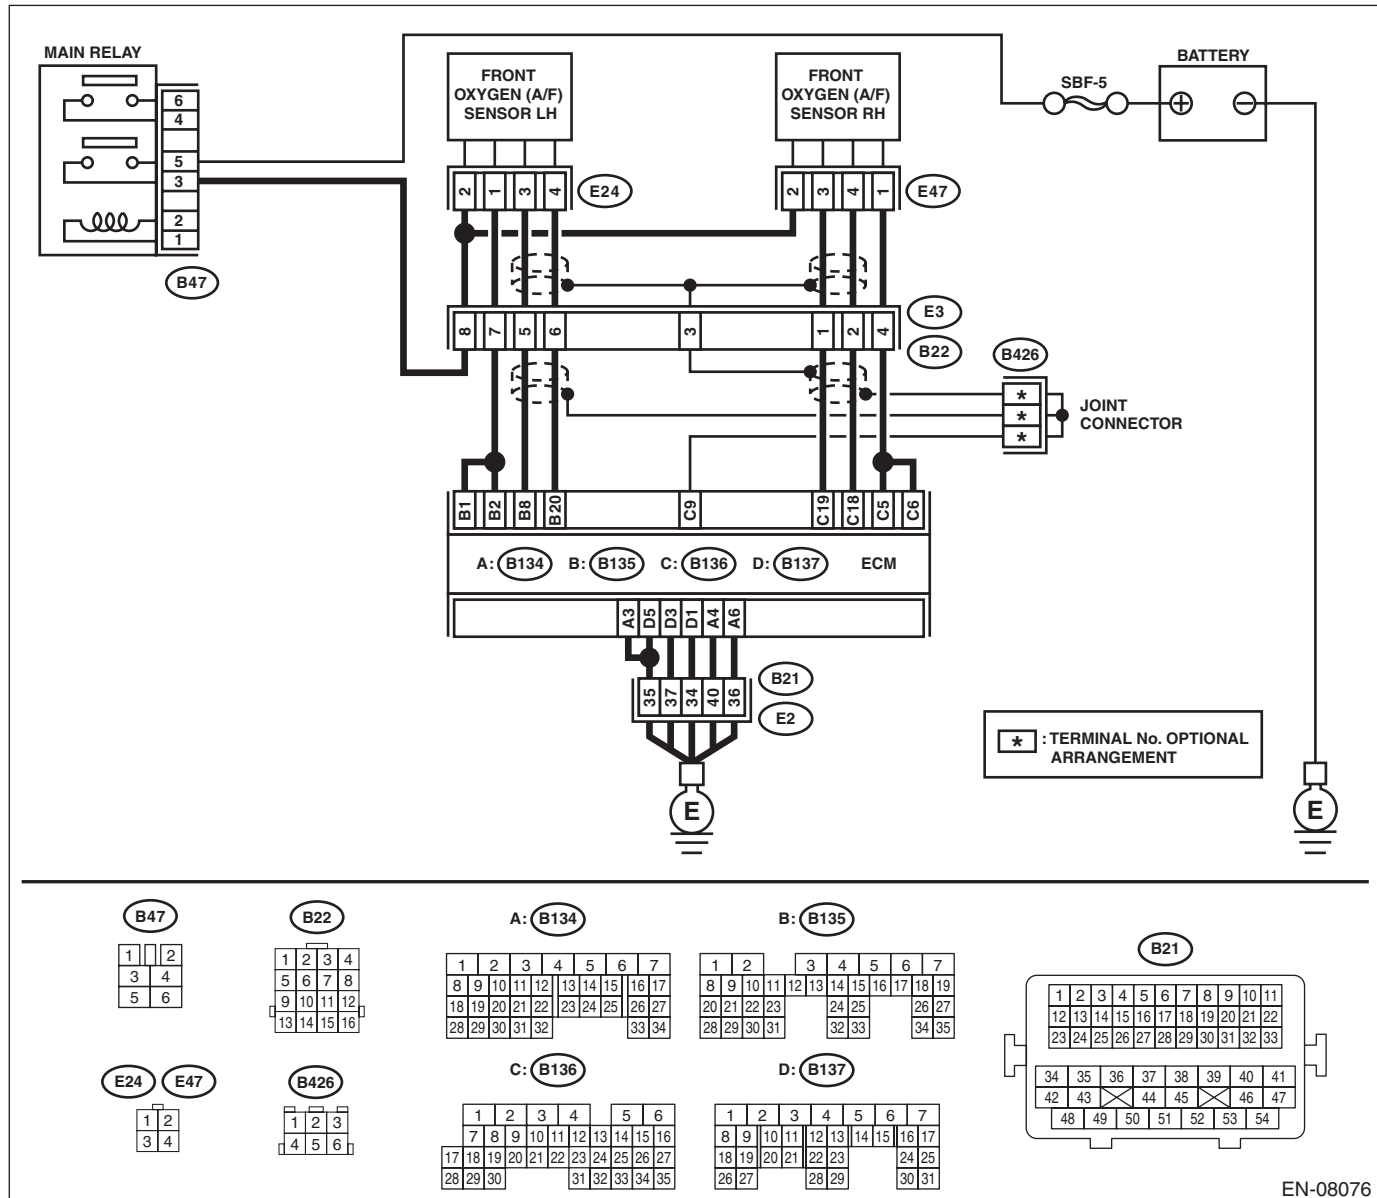 MAIN RELAY
6
4
5
3
2
1
B47
FRONT
OXYGEN (A/F)
SENSOR LH
2 1 3 4
E24
FRONT
OXYGEN (A/F)
SENSOR RH
2 3 4 1
E47
SBF-5
BATTERY
+ −
8 7 5 6 3 1 2 4
E3
B22
B426
*
*
*
JOINT
CONNECTOR
B1 B2 B8 B20 C9 C19 C18 C5 C6
A: B134 B: B135 C: B136 D: B137 ECM
A3 D5 D3 D1 A4 A6
35 37 34 40 36
B21
E2
E
* : TERMINAL No. OPTIONAL
ARRANGEMENT
E
B47
1 2
3 4
5 6
B22
1 2 3 4
5 6 7 8
9 10 11 12
13 14 15 16
A: B134
1 2 3 4 5 6 7
8 9 10 11 12 13 14 15 16 17
18 19 20 21 22 23 24 25 26 27
28 29 30 31 32 33 34
B: B135
1 2 3 4 5 6 7
8 9 10 11 12 13 14 15 16 17 18 19
20 21 22 23 24 25 26 27
28 29 30 31 32 33 34 35
B21
1 2 3 4 5 6 7 8 9 10 11
12 13 14 15 16 17 18 19 20 21 22
23 24 25 26 27 28 29 30 31 32 33
34 35 36 37 38 39 40 41
42 43 44 45 46 47
48 49 50 51 52 53 54
E24 E47
1 2
3 4
B426
1 2 3
4 5 6
C: B136
1 2 3 4 5 6
7 8 9 10 11 12 13 14 15 16
17 18 19 20 21 22 23 24 25 26 27
28 29 30 31 32 33 34 35
D: B137
1 2 3 4 5 6 7
8 9 10 11 12 13 14 15 16 17
18 19 20 21 22 23 24 25
26 27 28 29 30 31
EN-08076